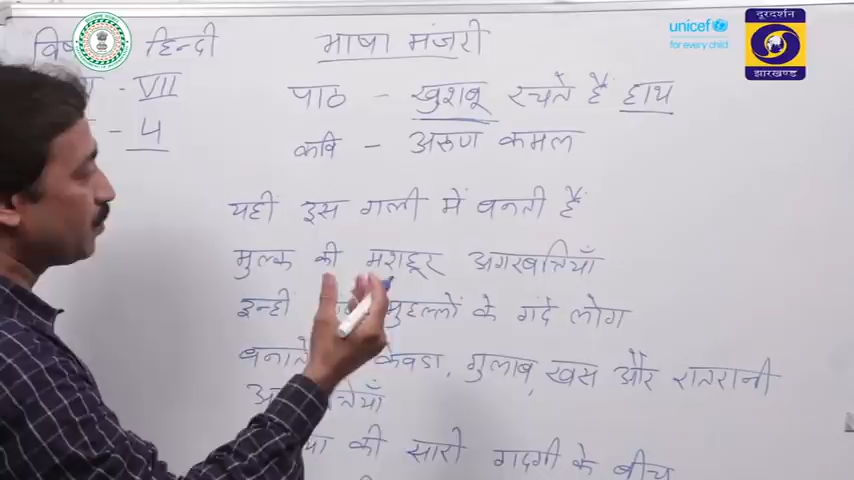 हिन्दी
भाषा मंजरी
unicef
for every child
दूरदर्शन
झारखण्ड
- VII
पाठ - खुशबू रचते हैं हाथ
- 4
कवि - अरुण कमल
यहीं इस गली में बनती हैं
मुल्क की मशहूर अगरबत्तियाँ
इन्हीं मुहल्लों के गंदे लोग
केवडा, गुलाब, खस और रातरानी
की सारी गंदगी के बीच